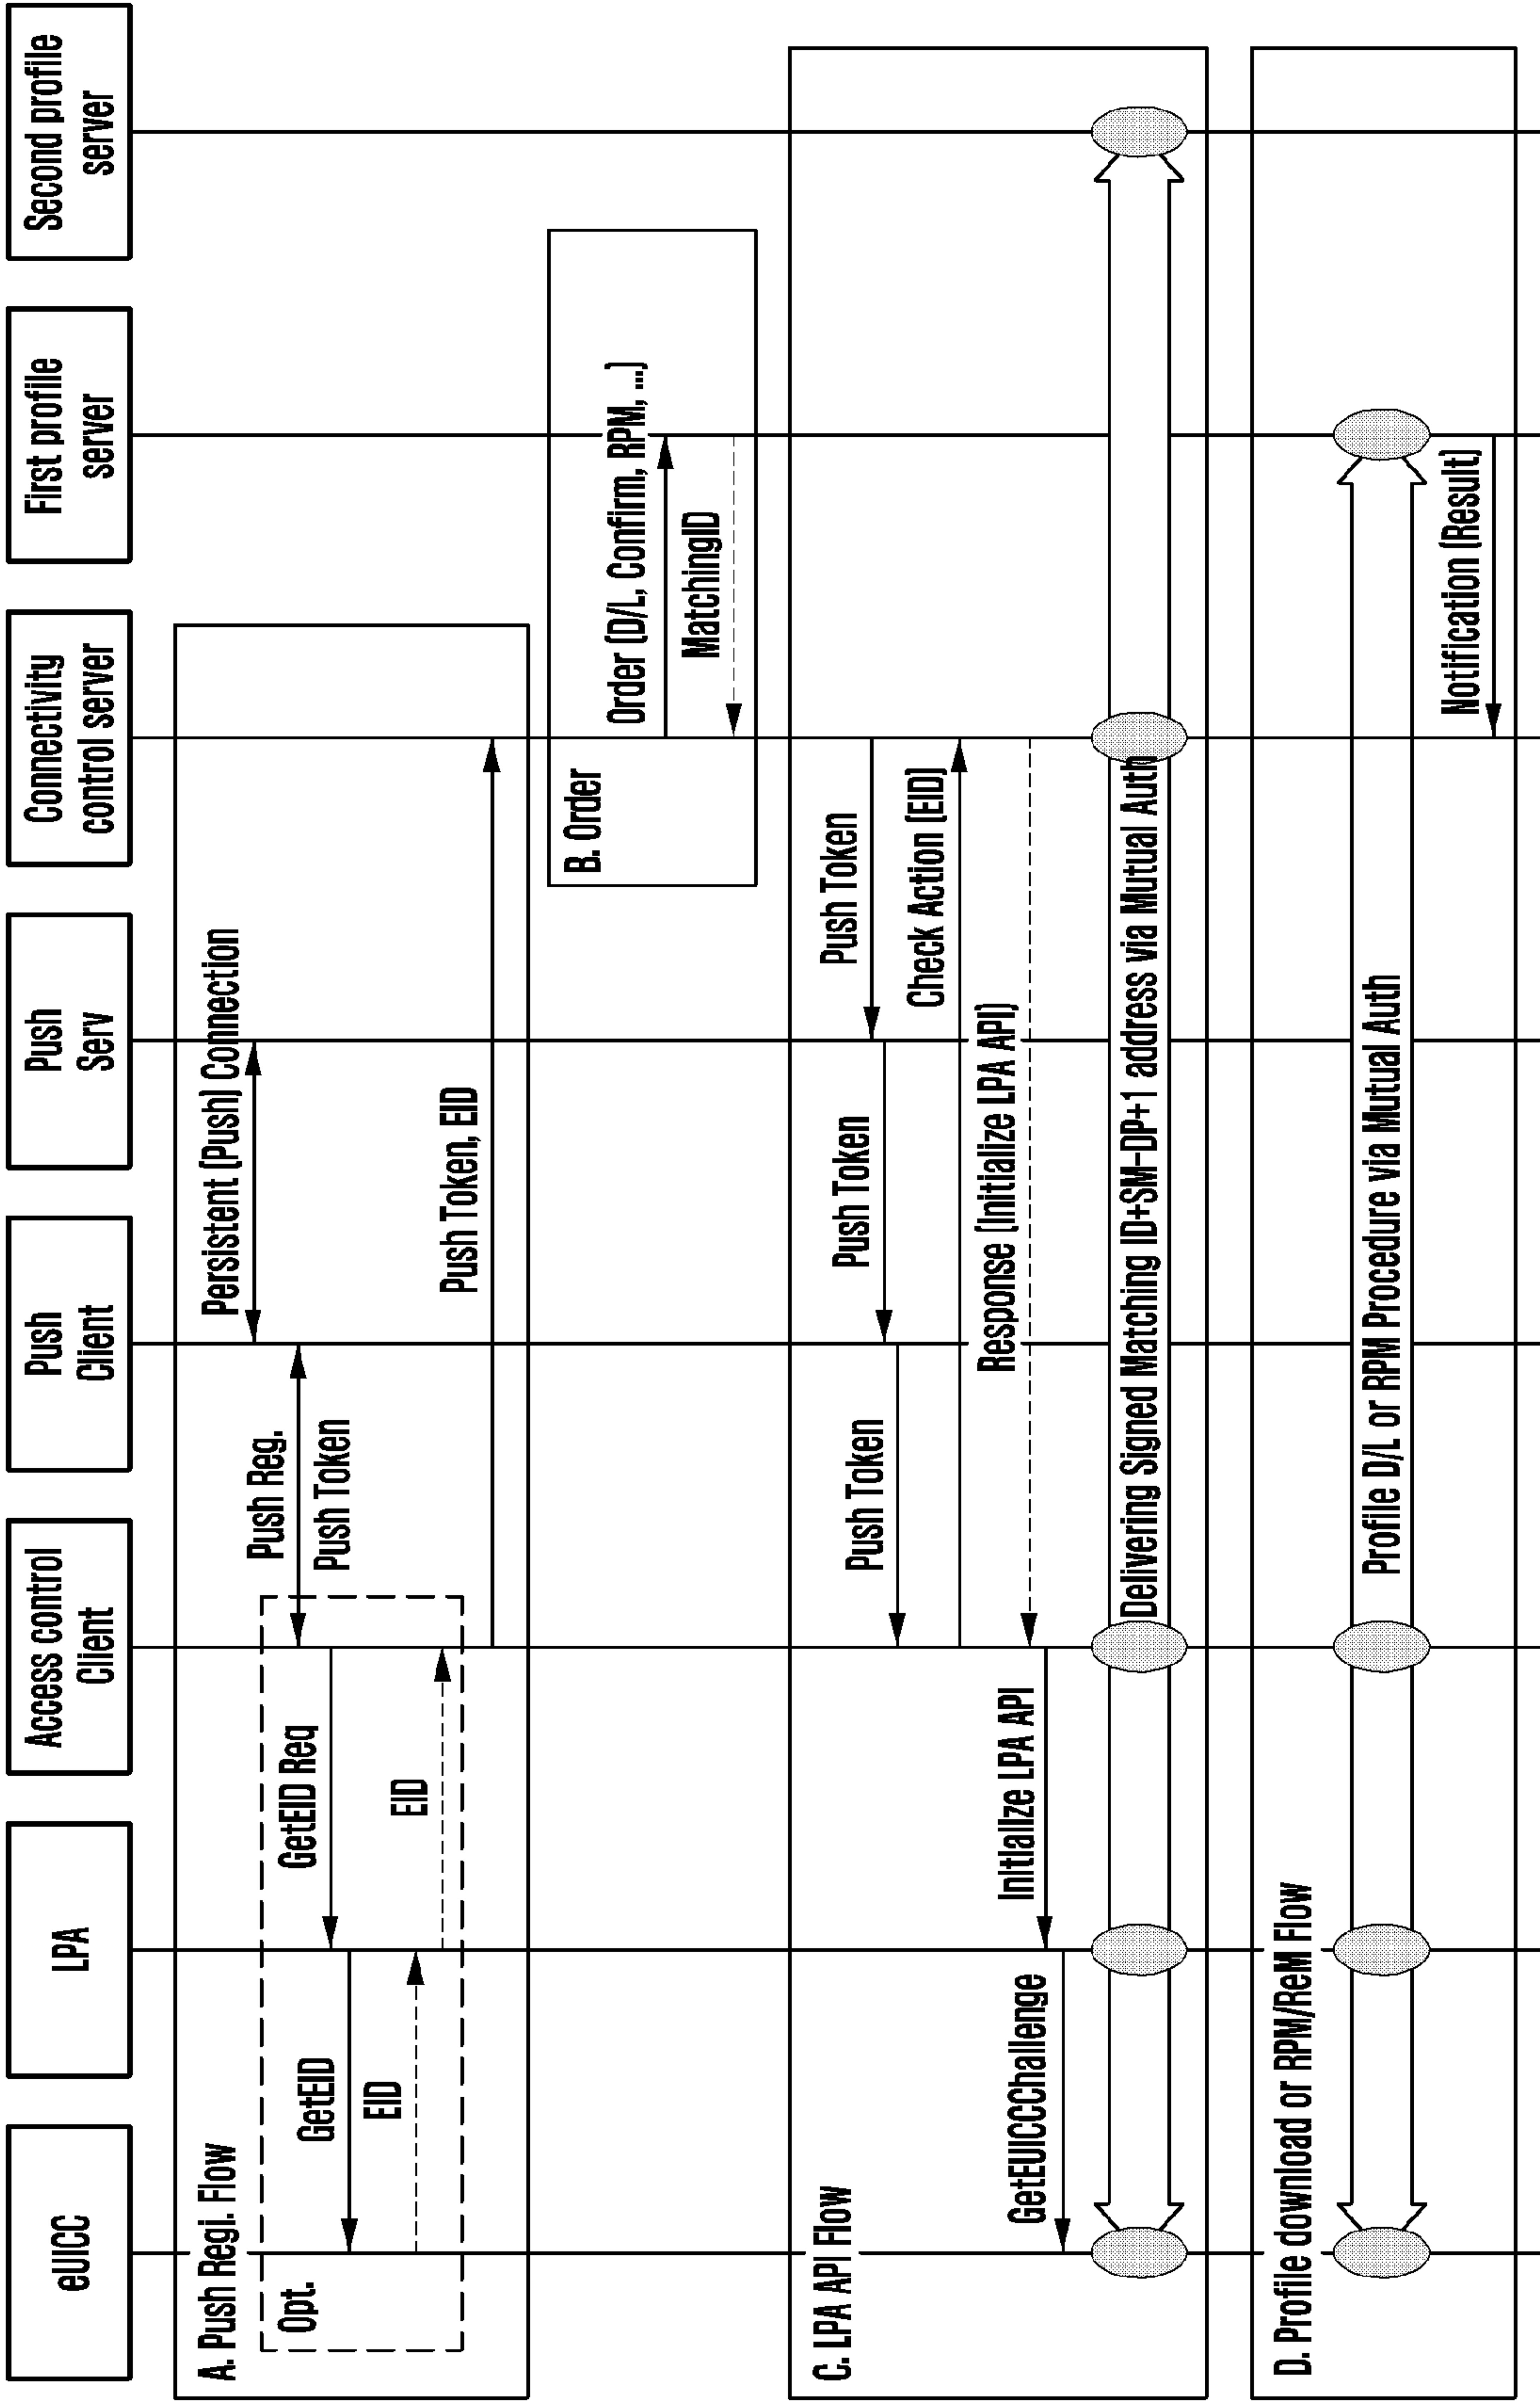 eUICC
LPA
Access control
Client
Push
Client
Push
Serv
Connectivity
control server
First profile
server
Second profile
server
A. Push Regi. Flow
Persistent (Push) Connection
Push Reg.
Push Token
Opt.
GetEID Req
GetEID
EID
EID
Push Token, EID
B. Order
Order (D/L, Confirm, RPM, ...)
MatchingID
C. LPA API Flow
Push Token
Push Token
Push Token
Check Action (EID)
Response (Initialize LPA API)
Initialize LPA API
GetEUICCChallenge
Delivering Signed Matching ID+SM-DP+1 address via Mutual Auth
D. Profile download or RPM/ReM Flow
Profile D/L or RPM Procedure via Mutual Auth
Notification (Result)